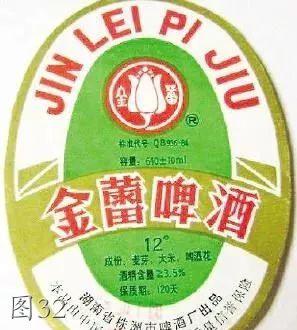 JIN LEI PI JIU
金 蕾
R
标准代号·QB936-84
容量:640±10ml
金蕾啤酒
12°
成份、麦芽、大米、啤酒花
酒精含量≥3.5%
保质期:120天
湖南省株洲市啤酒厂出品
图32